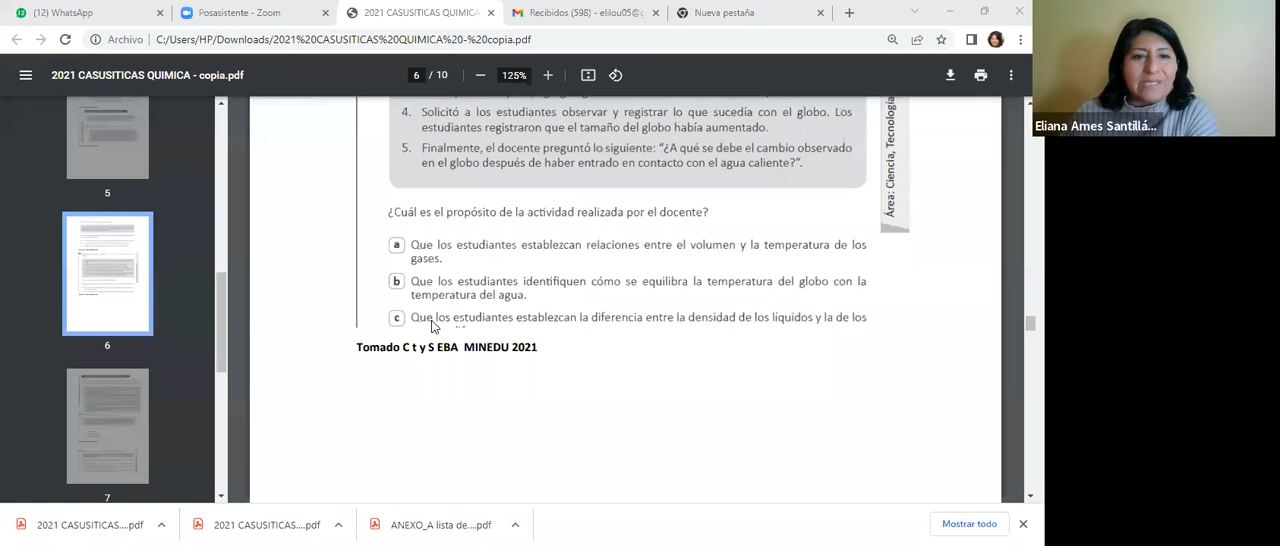 (12) WhatsApp
Posasistente - Zoom
2021 CASUSITICAS QUIMICA
Recibidos (598) - elilou05@g
Nueva pestaña
Archivo
C:/Users/HP/Downloads/2021%20CASUSITICAS%20QUIMICA%20-%20copia.pdf
2021 CASUSITICAS QUIMICA - copia.pdf
6 / 10
125%
4. Solicitó a los estudiantes observar y registrar lo que sucedía con el globo. Los
estudiantes registraron que el tamaño del globo había aumentado.
5. Finalmente, el docente preguntó lo siguiente: “¿A qué se debe el cambio observado
en el globo después de haber entrado en contacto con el agua caliente?”.
Área: Ciencia, Tecnología
¿Cuál es el propósito de la actividad realizada por el docente?
a Que los estudiantes establezcan relaciones entre el volumen y la temperatura de los
gases.
b Que los estudiantes identifiquen cómo se equilibra la temperatura del globo con la
temperatura del agua.
c Que los estudiantes establezcan la diferencia entre la densidad de los líquidos y la de los
Tomado C t y S EBA MINEDU 2021
5
6
7
Eliana Ames Santillá...
2021 CASUSITICAS....pdf
2021 CASUSITICAS....pdf
ANEXO_A lista de....pdf
Mostrar todo